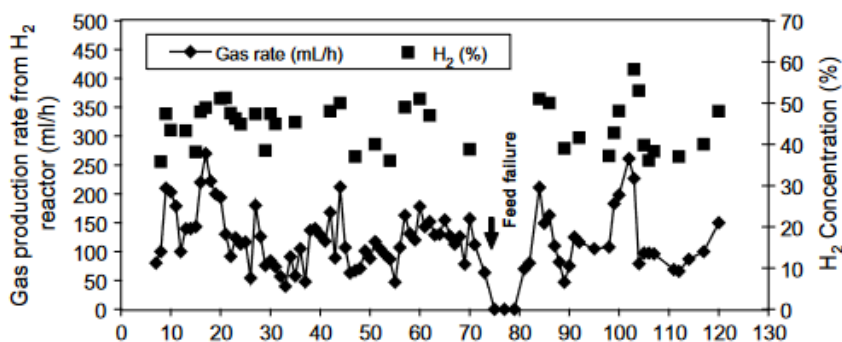 500
450
400
350
300
250
200
150
100
50
0
Gas production rate from H2
reactor (ml/h)
Gas rate (mL/h)
H2 (%)
Feed failure
70
60
50
40
30
20
10
0
H2 Concentration (%)
0 10 20 30 40 50 60 70 80 90 100 110 120 130